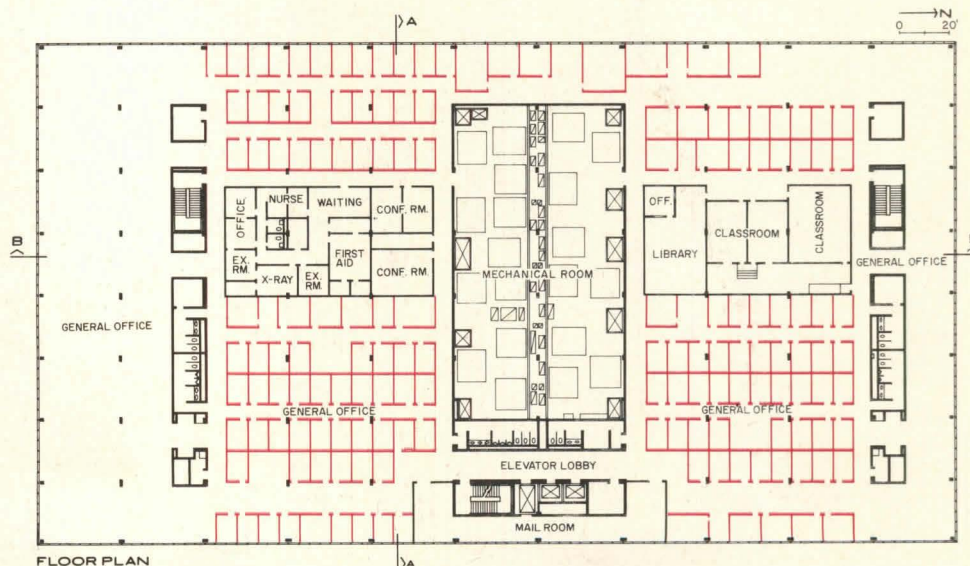 A
N
0 20'
OFFICE
NURSE
WAITING
CONF. RM.
OFF.
CLASSROOM
CLASSROOM
B
EX.
RM.
X-RAY
EX.
RM.
FIRST
AID
CONF. RM.
MECHANICAL ROOM
LIBRARY
GENERAL OFFICE
GENERAL OFFICE
GENERAL OFFICE
GENERAL OFFICE
ELEVATOR LOBBY
MAIL ROOM
FLOOR PLAN
A